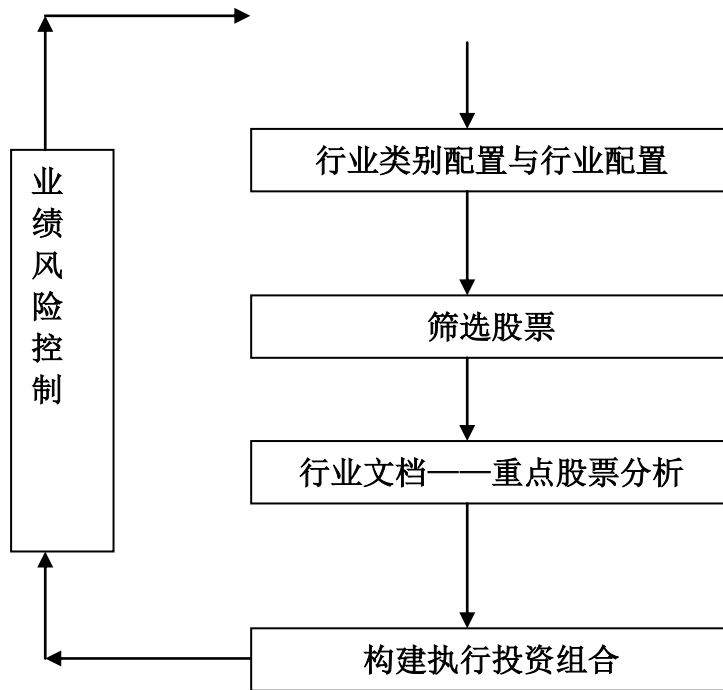 业绩风险控制
行业类别配置与行业配置
筛选股票
行业文档——重点股票分析
构建执行投资组合